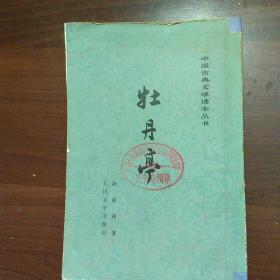 中国古典文学读本丛书
牡丹亭
汤显祖 著
人民文学出版社